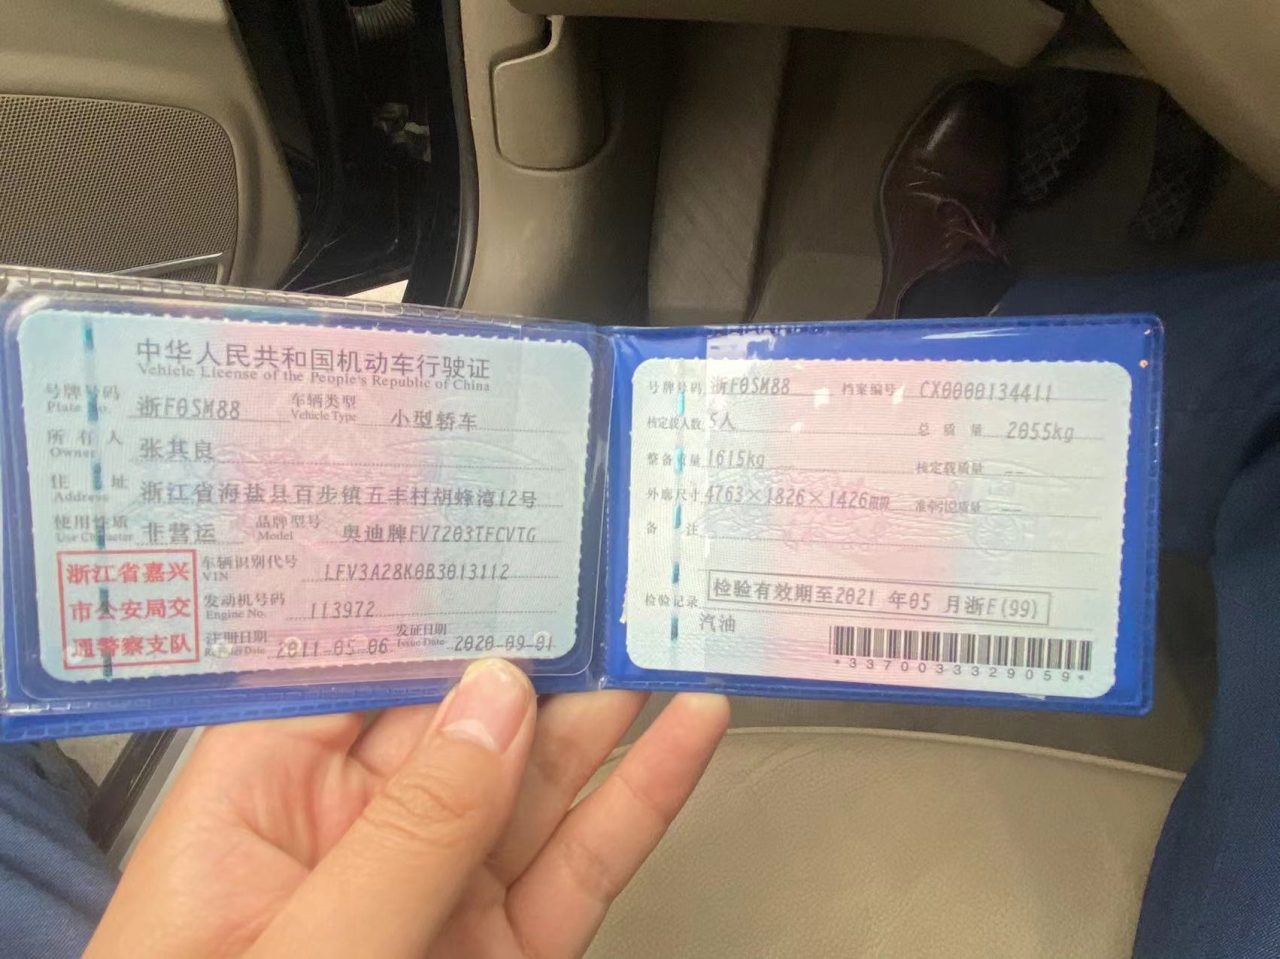 中华人民共和国机动车行驶证
Vehicle License of the People's Republic of China
号牌号码 浙F0SM88 车辆类型 小型轿车
Plate No. Vehicle Type
所有人 张其良
Owner
住址 浙江省海盐县百步镇五丰村胡蜂湾12号
Address
使用性质 非营运 品牌型号 奥迪牌FV7203TFCVTG
Use Character Model
浙江省嘉兴
市公安局交
通警察支队
车辆识别代号 LFV3A28K0B3013112
VIN
发动机号码 113972
Engine No.
注册日期 2011-05-06 发证日期 2020-09-01
Register Date Issue Date
号牌号码 浙F0SM88 档案编号 CX0000134411
核定载人数 5人 总质量 2055kg
整备质量 1615kg 核定载质量 --
外廓尺寸 4763×1826×1426mm 准牵引总质量 --
备注
检验记录 检验有效期至2021 年05 月浙F(99)
汽油
*3370033329059*